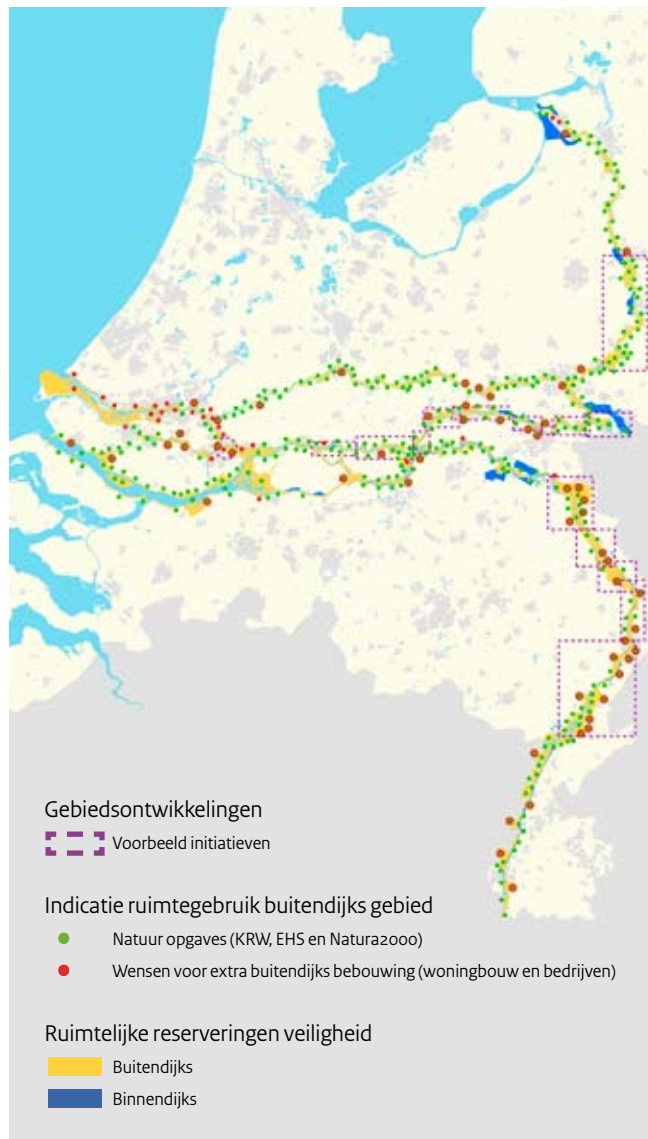 Gebiedsontwikkelingen
Voorbeeld initiatieven
Indicatie ruimtegebruik buitendijks gebied
Natuur opgaves (KRW, EHS en Natura2000)
Wensen voor extra buitendijks bebouwing (woningbouw en bedrijven)
Ruimtelijke reserveringen veiligheid
Buitendijks
Binnendijks